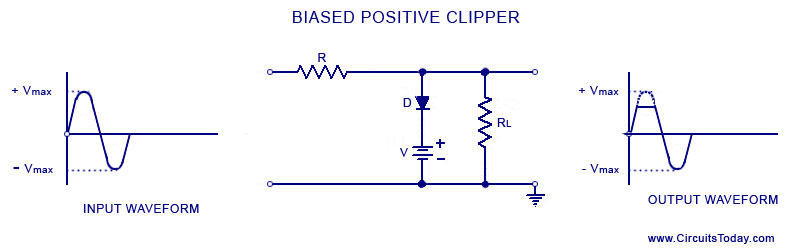 BIASED POSITIVE CLIPPER
+ Vmax
- Vmax
INPUT WAVEFORM
R
D
V
+
-
RL
+ Vmax
- Vmax
OUTPUT WAVEFORM
www.CircuitsToday.com